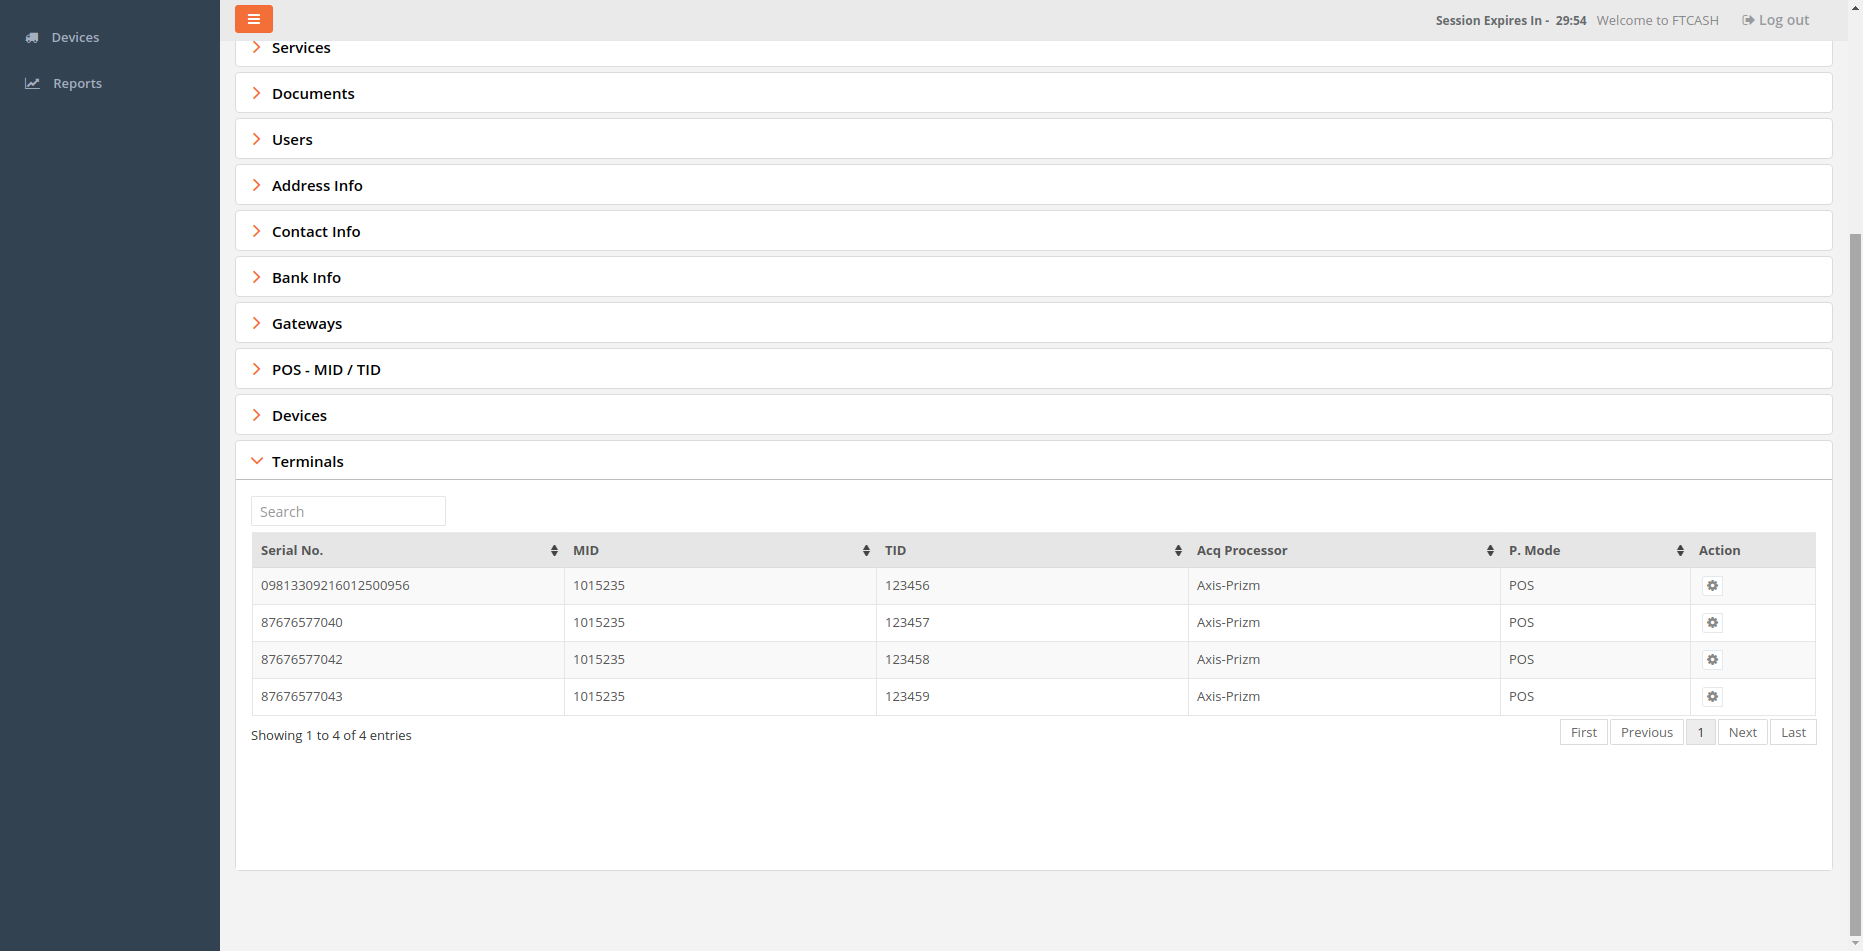 Devices
Reports
Session Expires In - 29:54 Welcome to FTCASH Log out
Services
Documents
Users
Address Info
Contact Info
Bank Info
Gateways
POS - MID / TID
Devices
Terminals
Search
Serial No. MID TID Acq Processor P. Mode Action
09813309216012500956 1015235 123456 Axis-Prizm POS
87676577040 1015235 123457 Axis-Prizm POS
87676577042 1015235 123458 Axis-Prizm POS
87676577043 1015235 123459 Axis-Prizm POS
Showing 1 to 4 of 4 entries First Previous 1 Next Last